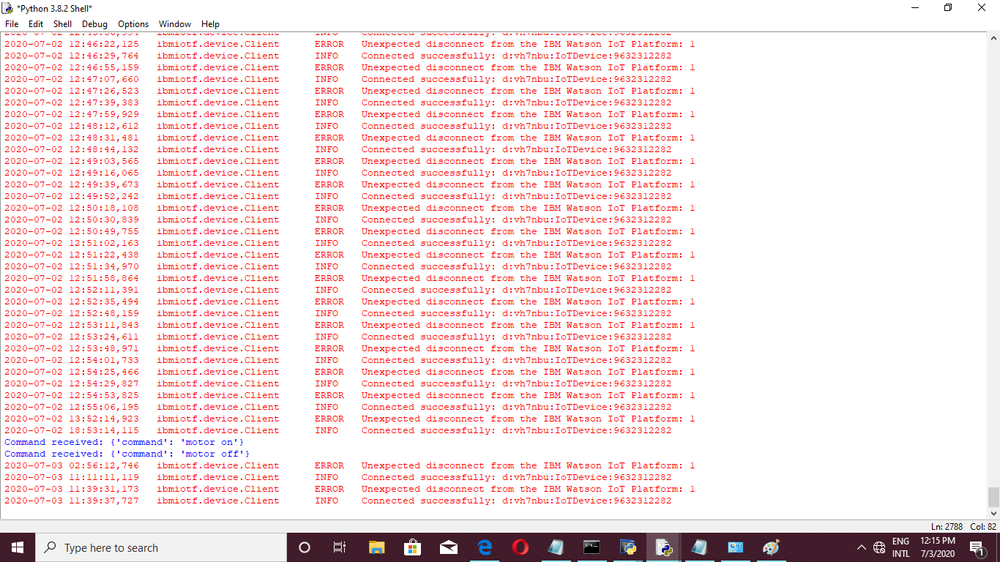 *Python 3.8.2 Shell*
File Edit Shell Debug Options Window Help
ibmiotf.device.Client INFO Connected successfully: d:vh7nbu:IoTDevice:9632312282
2020-07-02 12:46:22,125 ibmiotf.device.Client ERROR Unexpected disconnect from the IBM Watson IoT Platform: 1
2020-07-02 12:46:29,764 ibmiotf.device.Client INFO Connected successfully: d:vh7nbu:IoTDevice:9632312282
2020-07-02 12:46:55,159 ibmiotf.device.Client ERROR Unexpected disconnect from the IBM Watson IoT Platform: 1
2020-07-02 12:47:07,660 ibmiotf.device.Client INFO Connected successfully: d:vh7nbu:IoTDevice:9632312282
2020-07-02 12:47:26,523 ibmiotf.device.Client ERROR Unexpected disconnect from the IBM Watson IoT Platform: 1
2020-07-02 12:47:39,383 ibmiotf.device.Client INFO Connected successfully: d:vh7nbu:IoTDevice:9632312282
2020-07-02 12:47:59,929 ibmiotf.device.Client ERROR Unexpected disconnect from the IBM Watson IoT Platform: 1
2020-07-02 12:48:12,612 ibmiotf.device.Client INFO Connected successfully: d:vh7nbu:IoTDevice:9632312282
2020-07-02 12:48:31,481 ibmiotf.device.Client ERROR Unexpected disconnect from the IBM Watson IoT Platform: 1
2020-07-02 12:48:44,132 ibmiotf.device.Client INFO Connected successfully: d:vh7nbu:IoTDevice:9632312282
2020-07-02 12:49:03,565 ibmiotf.device.Client ERROR Unexpected disconnect from the IBM Watson IoT Platform: 1
2020-07-02 12:49:16,065 ibmiotf.device.Client INFO Connected successfully: d:vh7nbu:IoTDevice:9632312282
2020-07-02 12:49:39,673 ibmiotf.device.Client ERROR Unexpected disconnect from the IBM Watson IoT Platform: 1
2020-07-02 12:49:52,242 ibmiotf.device.Client INFO Connected successfully: d:vh7nbu:IoTDevice:9632312282
2020-07-02 12:50:18,108 ibmiotf.device.Client ERROR Unexpected disconnect from the IBM Watson IoT Platform: 1
2020-07-02 12:50:30,839 ibmiotf.device.Client INFO Connected successfully: d:vh7nbu:IoTDevice:9632312282
2020-07-02 12:50:49,755 ibmiotf.device.Client ERROR Unexpected disconnect from the IBM Watson IoT Platform: 1
2020-07-02 12:51:02,163 ibmiotf.device.Client INFO Connected successfully: d:vh7nbu:IoTDevice:9632312282
2020-07-02 12:51:22,438 ibmiotf.device.Client ERROR Unexpected disconnect from the IBM Watson IoT Platform: 1
2020-07-02 12:51:34,970 ibmiotf.device.Client INFO Connected successfully: d:vh7nbu:IoTDevice:9632312282
2020-07-02 12:51:58,864 ibmiotf.device.Client ERROR Unexpected disconnect from the IBM Watson IoT Platform: 1
2020-07-02 12:52:11,391 ibmiotf.device.Client INFO Connected successfully: d:vh7nbu:IoTDevice:9632312282
2020-07-02 12:52:35,494 ibmiotf.device.Client ERROR Unexpected disconnect from the IBM Watson IoT Platform: 1
2020-07-02 12:52:48,159 ibmiotf.device.Client INFO Connected successfully: d:vh7nbu:IoTDevice:9632312282
2020-07-02 12:53:11,843 ibmiotf.device.Client ERROR Unexpected disconnect from the IBM Watson IoT Platform: 1
2020-07-02 12:53:24,611 ibmiotf.device.Client INFO Connected successfully: d:vh7nbu:IoTDevice:9632312282
2020-07-02 12:53:48,971 ibmiotf.device.Client ERROR Unexpected disconnect from the IBM Watson IoT Platform: 1
2020-07-02 12:54:01,733 ibmiotf.device.Client INFO Connected successfully: d:vh7nbu:IoTDevice:9632312282
2020-07-02 12:54:25,466 ibmiotf.device.Client ERROR Unexpected disconnect from the IBM Watson IoT Platform: 1
2020-07-02 12:54:29,827 ibmiotf.device.Client INFO Connected successfully: d:vh7nbu:IoTDevice:9632312282
2020-07-02 12:54:53,825 ibmiotf.device.Client ERROR Unexpected disconnect from the IBM Watson IoT Platform: 1
2020-07-02 12:55:06,195 ibmiotf.device.Client INFO Connected successfully: d:vh7nbu:IoTDevice:9632312282
2020-07-02 13:52:14,923 ibmiotf.device.Client ERROR Unexpected disconnect from the IBM Watson IoT Platform: 1
2020-07-02 18:53:14,115 ibmiotf.device.Client INFO Connected successfully: d:vh7nbu:IoTDevice:9632312282
Command received: {'command': 'motor on'}
Command received: {'command': 'motor off'}
2020-07-03 02:56:12,746 ibmiotf.device.Client ERROR Unexpected disconnect from the IBM Watson IoT Platform: 1
2020-07-03 11:11:11,119 ibmiotf.device.Client INFO Connected successfully: d:vh7nbu:IoTDevice:9632312282
2020-07-03 11:39:31,173 ibmiotf.device.Client ERROR Unexpected disconnect from the IBM Watson IoT Platform: 1
2020-07-03 11:39:37,727 ibmiotf.device.Client INFO Connected successfully: d:vh7nbu:IoTDevice:9632312282
Ln: 2788 Col: 82
Type here to search
ENG
INTL
12:15 PM
7/3/2020
1